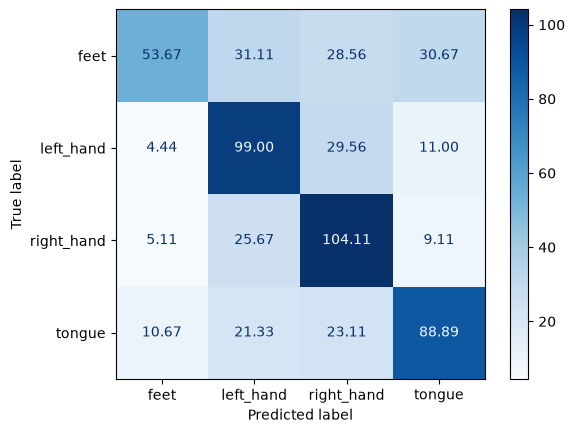 100
feet 53.67 31.11 28.56 30.67
80
left_hand 4.44 99.00 29.56 11.00
60
True label
right_hand 5.11 25.67 104.11 9.11
40
tongue 10.67 21.33 23.11 88.89
20
feet left_hand right_hand tongue
Predicted label